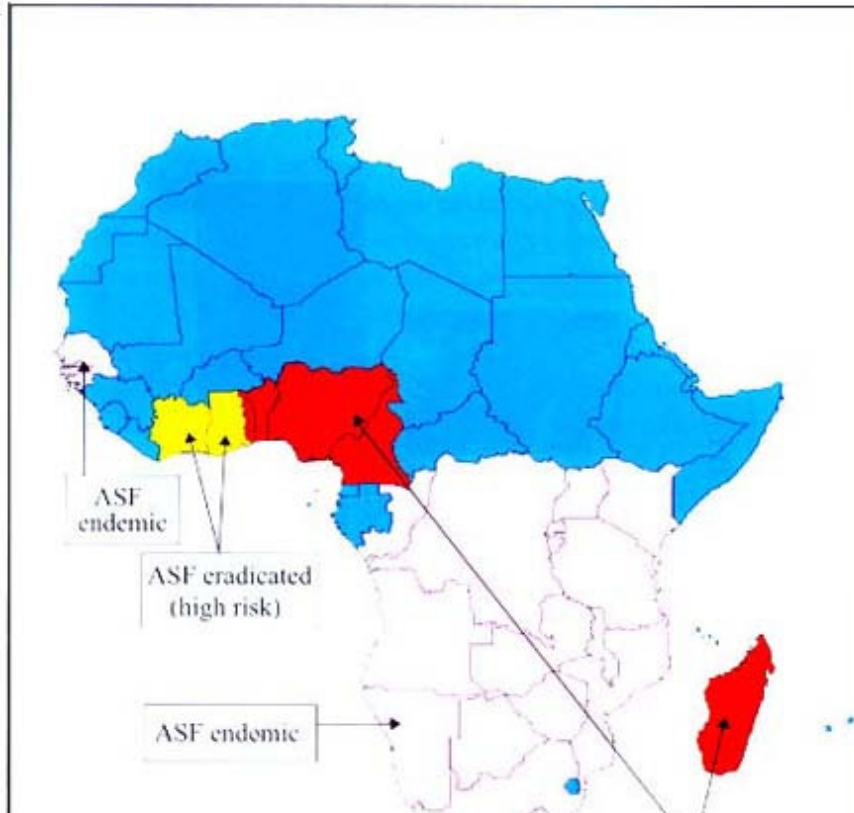 ASF
endemic
ASF eradicated
(high risk)
ASF endemic